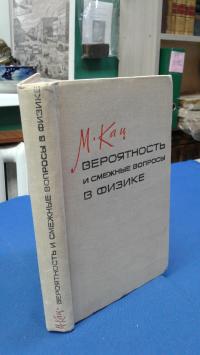 М. Кац
ВЕРОЯТНОСТЬ
И СМЕЖНЫЕ ВОПРОСЫ
В ФИЗИКЕ
М. Кац ВЕРОЯТНОСТЬ И СМЕЖНЫЕ ВОПРОСЫ В ФИЗИКЕ